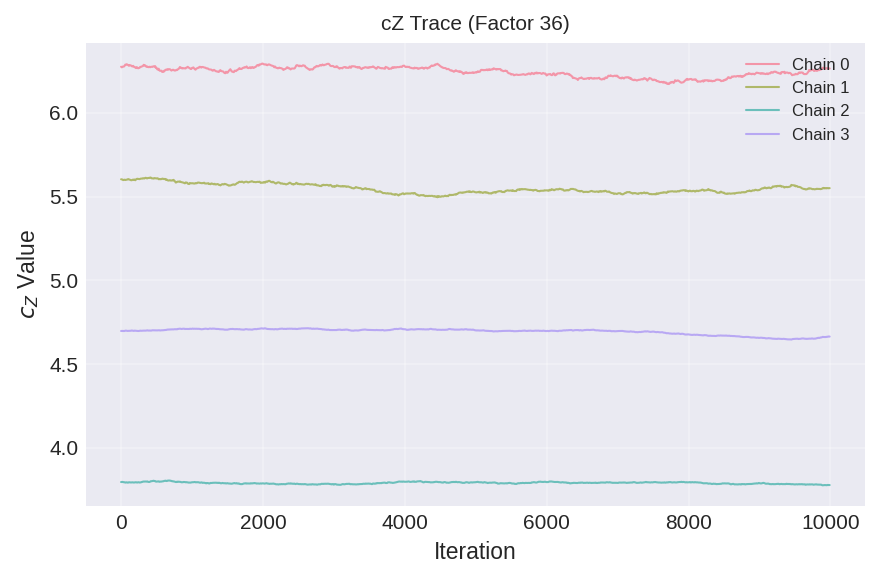 cZ Trace (Factor 36)
Chain 0
Chain 1
Chain 2
Chain 3
6.0
5.5
5.0
4.5
4.0
c_Z Value
0 2000 4000 6000 8000 10000
Iteration